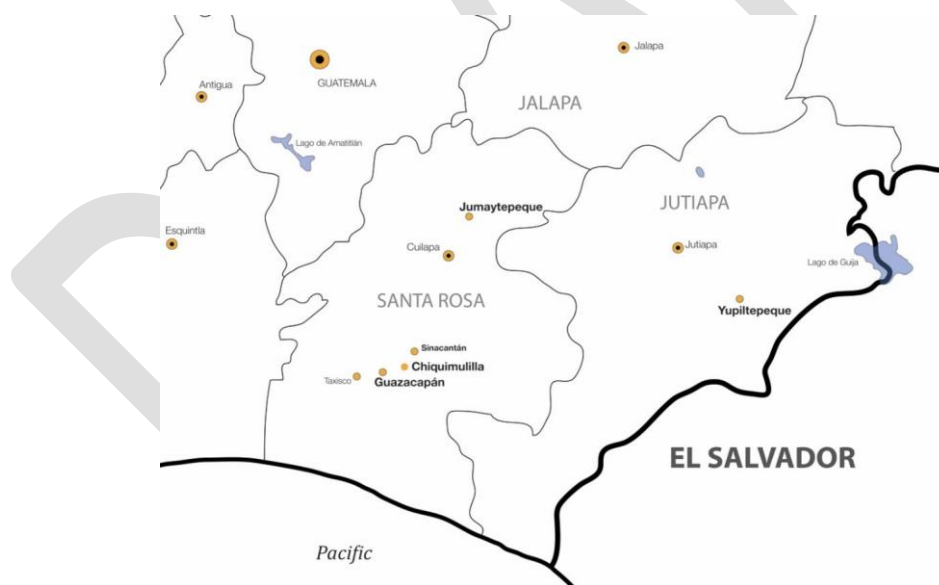 Jalapa
Antigua
GUATEMALA
JALAPA
Lago de Amatitlán
Jumaytepeque
JUTIAPA
Esquintla
Cuilapa
Jutiapa
Lago de Guija
SANTA ROSA
Yupiltepeque
Sinacantán
Chiquimulilla
Taxisco
Guazacapán
EL SALVADOR
Pacific